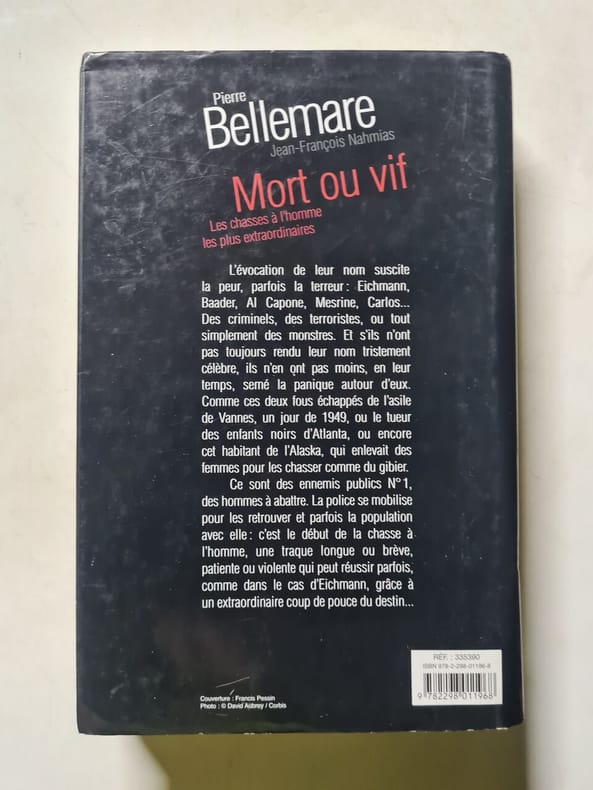 Pierre
Bellemare
Jean-François Nahmias
Mort ou vif
Les chasses à l'homme
les plus extraordinaires
L'évocation de leur nom suscite
la peur, parfois la terreur : Eichmann,
Baader, Al Capone, Mesrine, Carlos...
Des criminels, des terroristes, ou tout
simplement des monstres. Et s'ils n'ont
pas toujours rendu leur nom tristement
célèbre, ils n'en ont pas moins, en leur
temps, semé la panique autour d'eux.
Comme ces deux fous échappés de l'asile
de Vannes, un jour de 1949, ou le tueur
des enfants noirs d'Atlanta, ou encore
cet habitant de l'Alaska, qui enlevait des
femmes pour les chasser comme du gibier.
Ce sont des ennemis publics N° 1,
des hommes à abattre. La police se mobilise
pour les retrouver et parfois la population
avec elle : c'est le début de la chasse à
l'homme, une traque longue ou brève,
patiente ou violente qui peut réussir parfois,
comme dans le cas d'Eichmann, grâce à
un extraordinaire coup de pouce du destin...
RÉF. : 335390
ISBN 978-2-298-01196-8
9 782298 011968
Couverture : Francis Pessin
Photo : © David Aubrey / Corbis